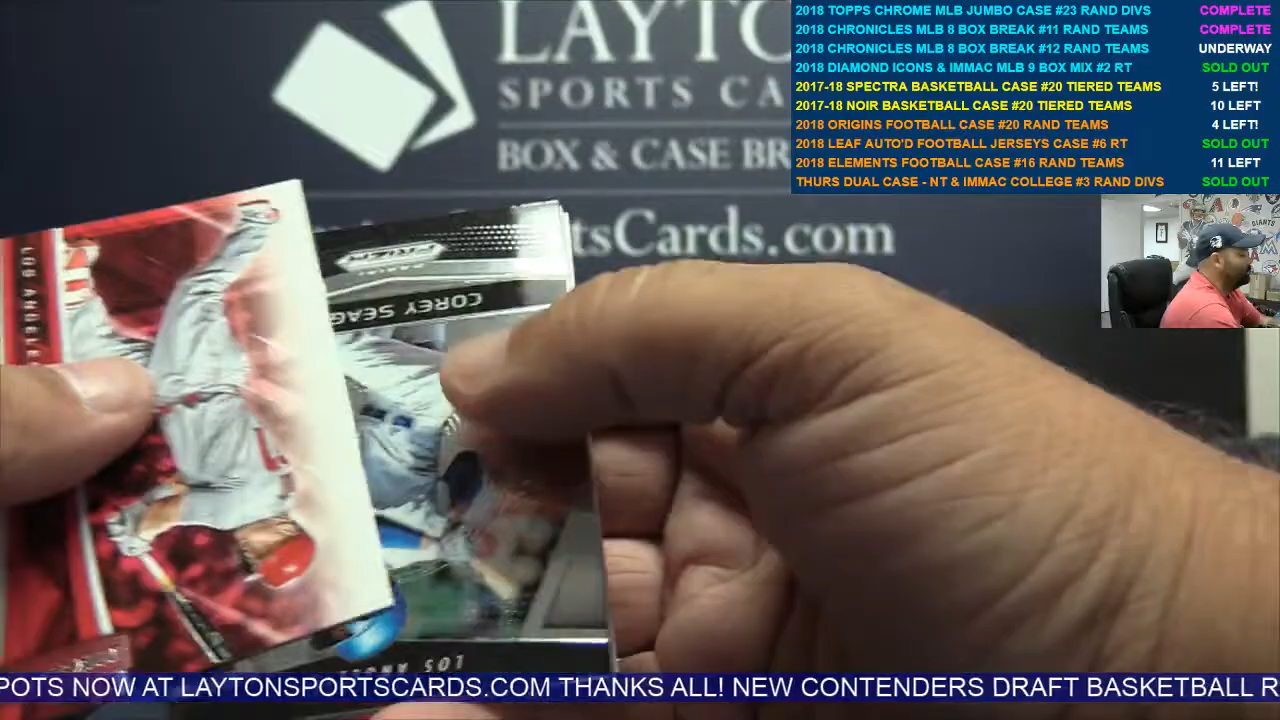 LAYTO
SPORTS CA
BOX & CASE BR
tsCards.com
2018 TOPPS CHROME MLB JUMBO CASE #23 RAND DIVS COMPLETE
2018 CHRONICLES MLB 8 BOX BREAK #11 RAND TEAMS COMPLETE
2018 CHRONICLES MLB 8 BOX BREAK #12 RAND TEAMS UNDERWAY
2018 DIAMOND ICONS & IMMAC MLB 9 BOX MIX #2 RT SOLD OUT
2017-18 SPECTRA BASKETBALL CASE #20 TIERED TEAMS 5 LEFT!
2017-18 NOIR BASKETBALL CASE #20 TIERED TEAMS 10 LEFT
2018 ORIGINS FOOTBALL CASE #20 RAND TEAMS 4 LEFT!
2018 LEAF AUTO'D FOOTBALL JERSEYS CASE #6 RT SOLD OUT
2018 ELEMENTS FOOTBALL CASE #16 RAND TEAMS 11 LEFT
THURS DUAL CASE - NT & IMMAC COLLEGE #3 RAND DIVS SOLD OUT
LOS ANGELE
COREY SEAG
LOS ANGEL
POTS NOW AT LAYTONSPORTSCARDS.COM THANKS ALL! NEW CONTENDERS DRAFT BASKETBALL R